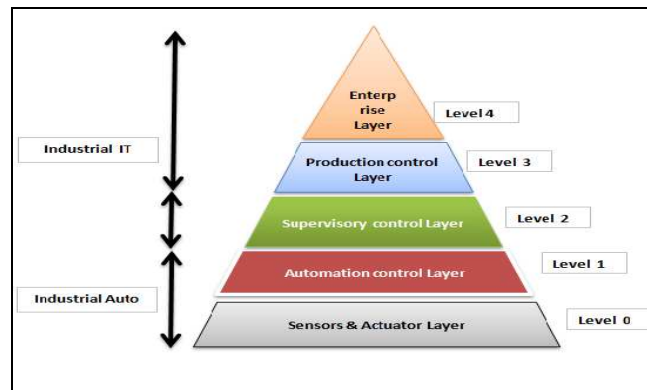 Enterp
rise
Layer
Level 4
Industrial IT
Production control
Layer
Level 3
Supervisory control Layer
Level 2
Automation control Layer
Level 1
Industrial Auto
Sensors & Actuator Layer
Level 0